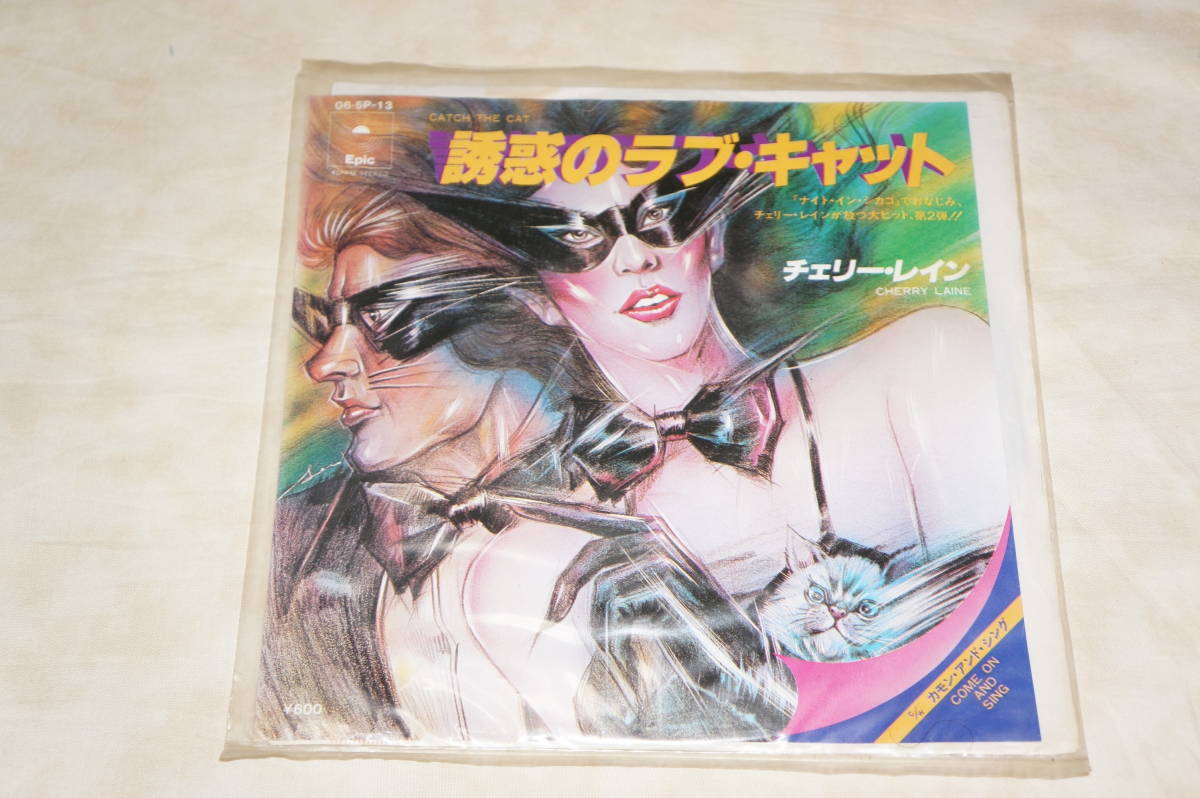 06·5P-13
Epic
45RPM STEREO
CATCH THE CAT
誘惑のラブ・キャット
「ナイト・イン・シカゴ」でおなじみ、
チェリー・レインが放つ大ヒット、第2弾!!
チェリー・レイン
CHERRY LAINE
¥600
c/w カモン・アンド・シング
COME ON
AND
SING